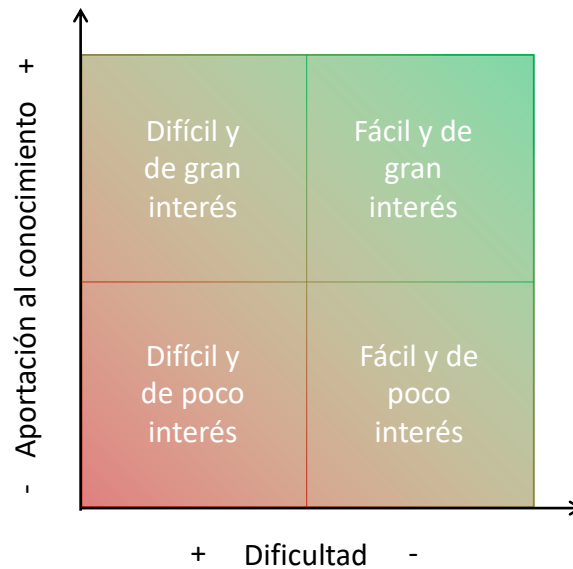 - Aportación al conocimiento +
Difícil y
de gran
interés
Fácil y de
gran
interés
Difícil y
de poco
interés
Fácil y de
poco
interés
+ Dificultad -